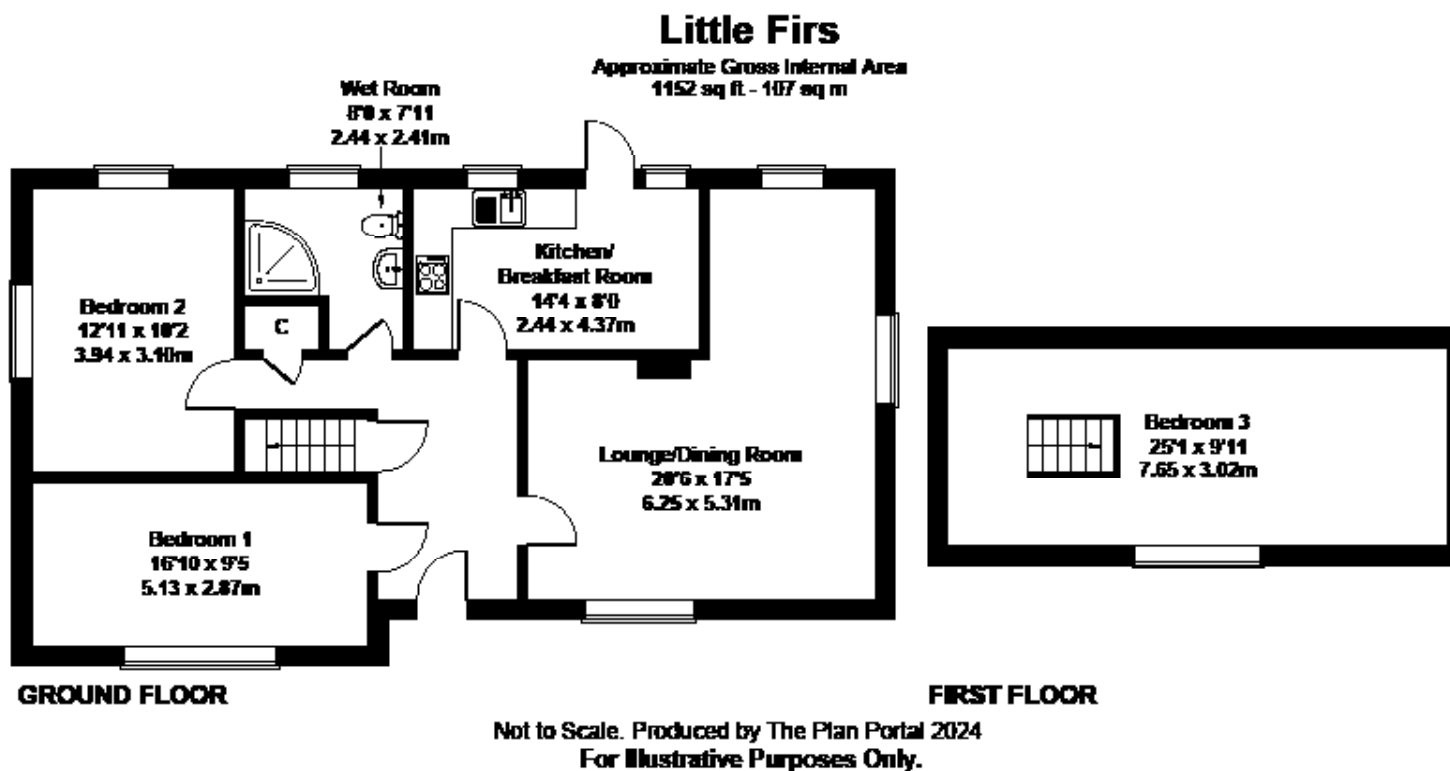 Little Firs
Approximate Gross Internal Area
1152 sq ft - 107 sq m
Wet Room
8'0 x 7'11
2.44 x 2.41m
Kitchen/
Breakfast Room
14'4 x 8'0
2.44 x 4.37m
Bedroom 2
12'11 x 10'2
3.94 x 3.10m
C
Lounge/Dining Room
20'6 x 17'5
6.25 x 5.31m
Bedroom 1
16'10 x 9'5
5.13 x 2.87m
Bedroom 3
25'1 x 9'11
7.65 x 3.02m
GROUND FLOOR
FIRST FLOOR
Not to Scale. Produced by The Plan Portal 2024
For Illustrative Purposes Only.